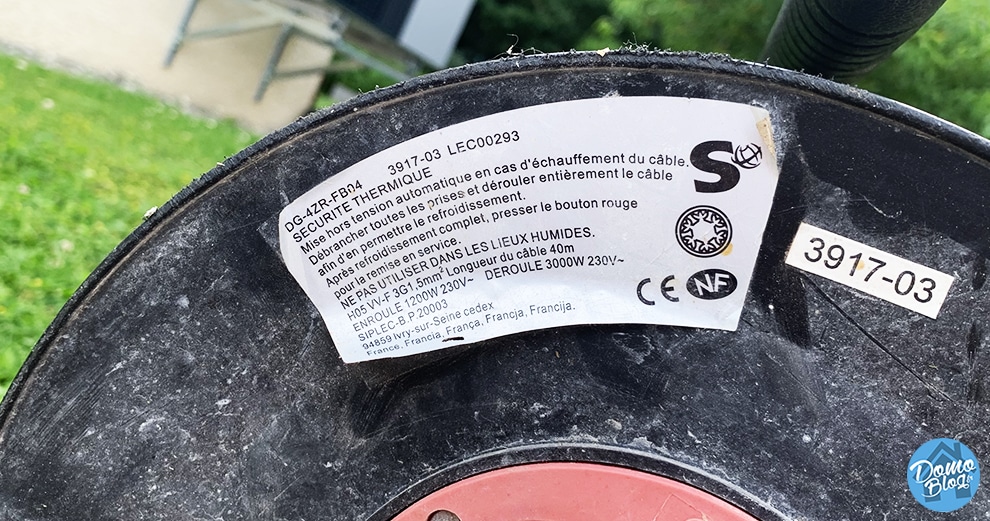 DG-4ZR-FB04 3917-03 LEC00293
SECURITE THERMIQUE
Mise hors tension automatique en cas d'échauffement du câble.
Débrancher toutes les prises et dérouler entièrement le câble
afin d'en permettre le refroidissement.
Après refroidissement complet, presser le bouton rouge
pour la remise en service.
NE PAS UTILISER DANS LES LIEUX HUMIDES.
H05 VV-F 3G1.5mm² Longueur du câble 40m
ENROULE 1200W 230V~ DEROULE 3000W 230V~
SIPLEC-B.P.20003
94859 Ivry-sur-Seine cedex
France, Francia, França, Francja, Francija.
S
CE NF
3917-03
Domo
Blog.fr